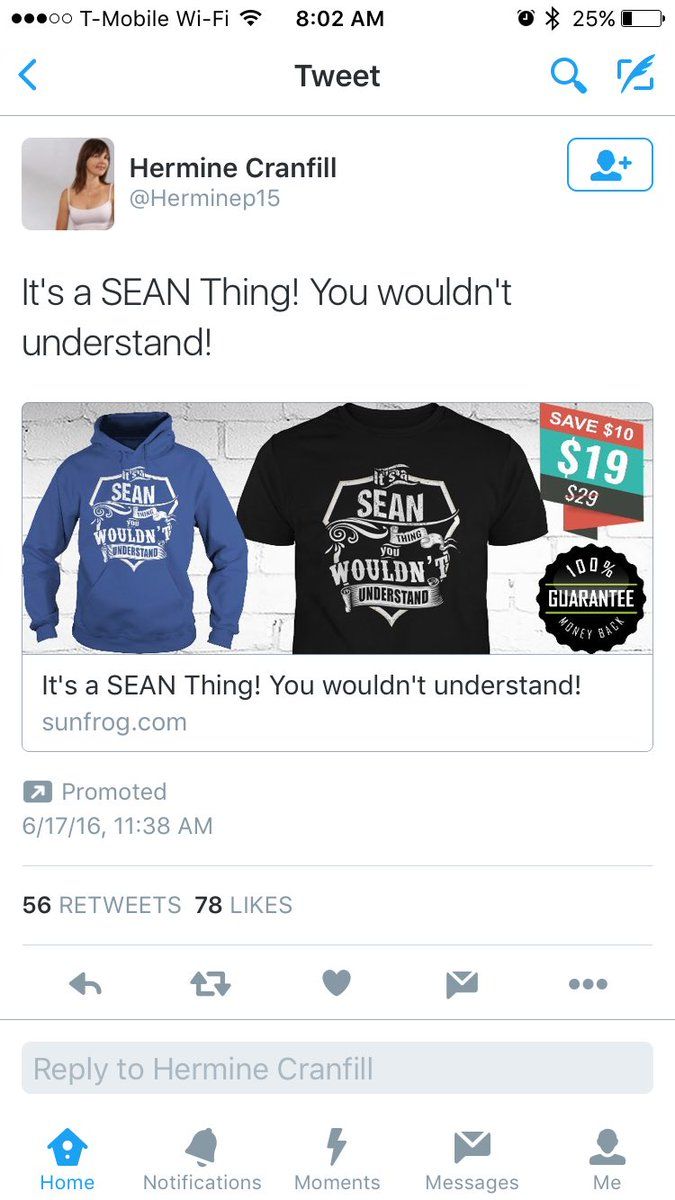 T-Mobile Wi-Fi 8:02 AM 25%
Tweet
Hermine Cranfill
@Herminep15
It's a SEAN Thing! You wouldn't
understand!
It's a
SEAN
THING
YOU
WOULDN'T
UNDERSTAND
It's a
SEAN
THING
YOU
WOULDN'T
UNDERSTAND
SAVE $10
$19
$29
100%
GUARANTEE
MONEY BACK
It's a SEAN Thing! You wouldn't understand!
sunfrog.com
Promoted
6/17/16, 11:38 AM
56 RETWEETS 78 LIKES
Reply to Hermine Cranfill
Home Notifications Moments Messages Me